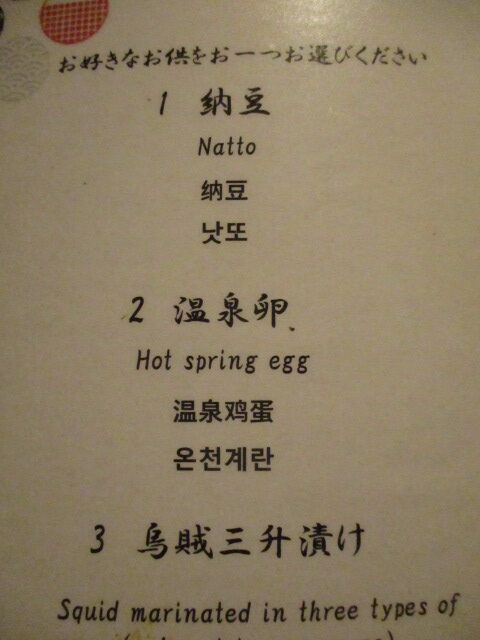 お好きなお供をお一つお選びください
1 納豆
Natto
纳豆
낫또
2 温泉卵
Hot spring egg
温泉鸡蛋
온천계란
3 烏賊三升漬け
Squid marinated in three types of